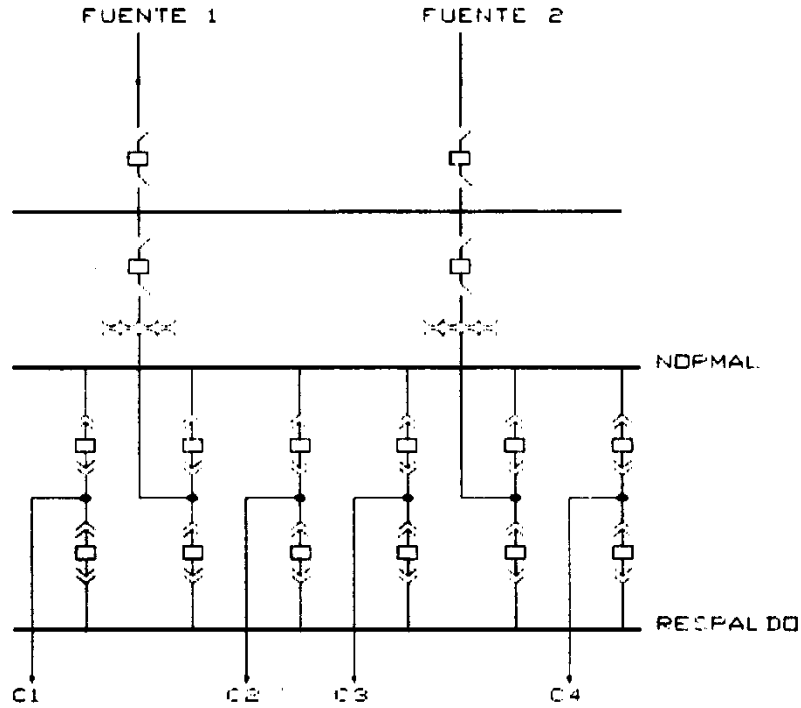 FUENTE 1
FUENTE 2
NORMAL
RESPALDO
C1
C2
C3
C4